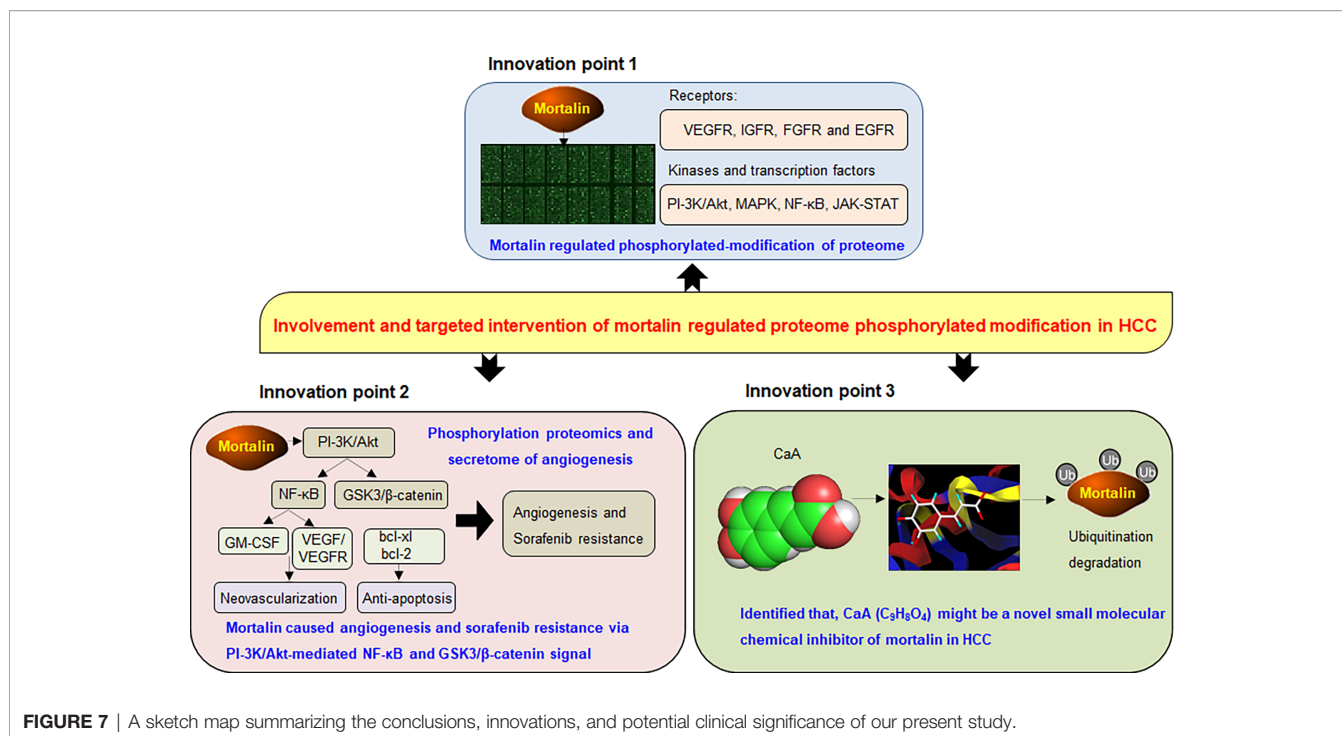 Innovation point 1
Mortalin
Receptors:
VEGFR, IGFR, FGFR and EGFR
Kinases and transcription factors
PI-3K/Akt, MAPK, NF-κB, JAK-STAT
Mortalin regulated phosphorylated-modification of proteome
Involvement and targeted intervention of mortalin regulated proteome phosphorylated modification in HCC
Innovation point 2
Mortalin
PI-3K/Akt
Phosphorylation proteomics and
secretome of angiogenesis
NF-κB
GSK3/β-catenin
GM-CSF
VEGF/
VEGFR
bcl-xl
bcl-2
Angiogenesis and
Sorafenib resistance
Neovascularization
Anti-apoptosis
Mortalin caused angiogenesis and sorafenib resistance via
PI-3K/Akt-mediated NF-κB and GSK3/β-catenin signal
Innovation point 3
CaA
Ub
Ub
Ub
Mortalin
Ubiquitination
degradation
Identified that, CaA (C₉H₈O₄) might be a novel small molecular
chemical inhibitor of mortalin in HCC
FIGURE 7 | A sketch map summarizing the conclusions, innovations, and potential clinical significance of our present study.